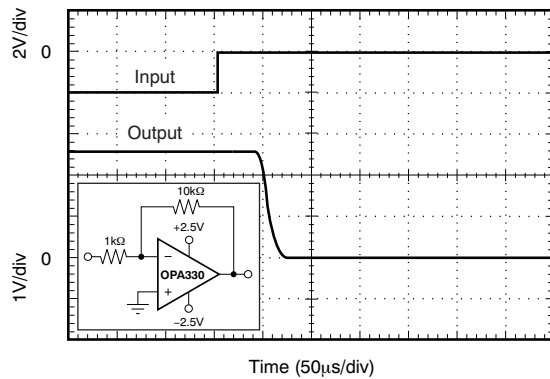 2V/div
0
Input
Output
10kΩ
+2.5V
1kΩ
−
OPA330
+
−2.5V
0
1V/div
Time (50µs/div)